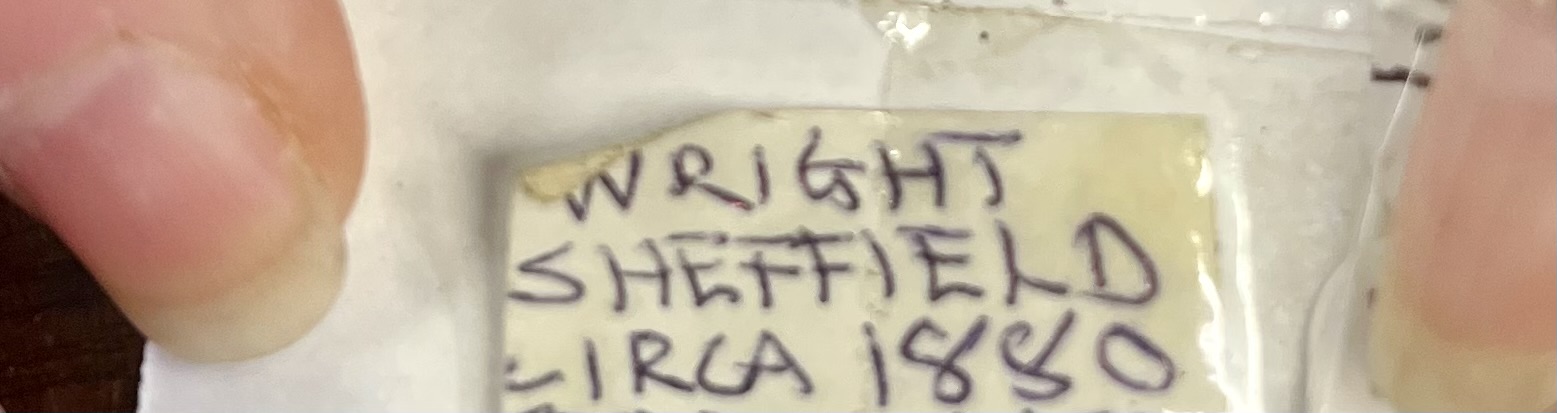 WRIGHT
SHEFFIELD
CIRCA 1880